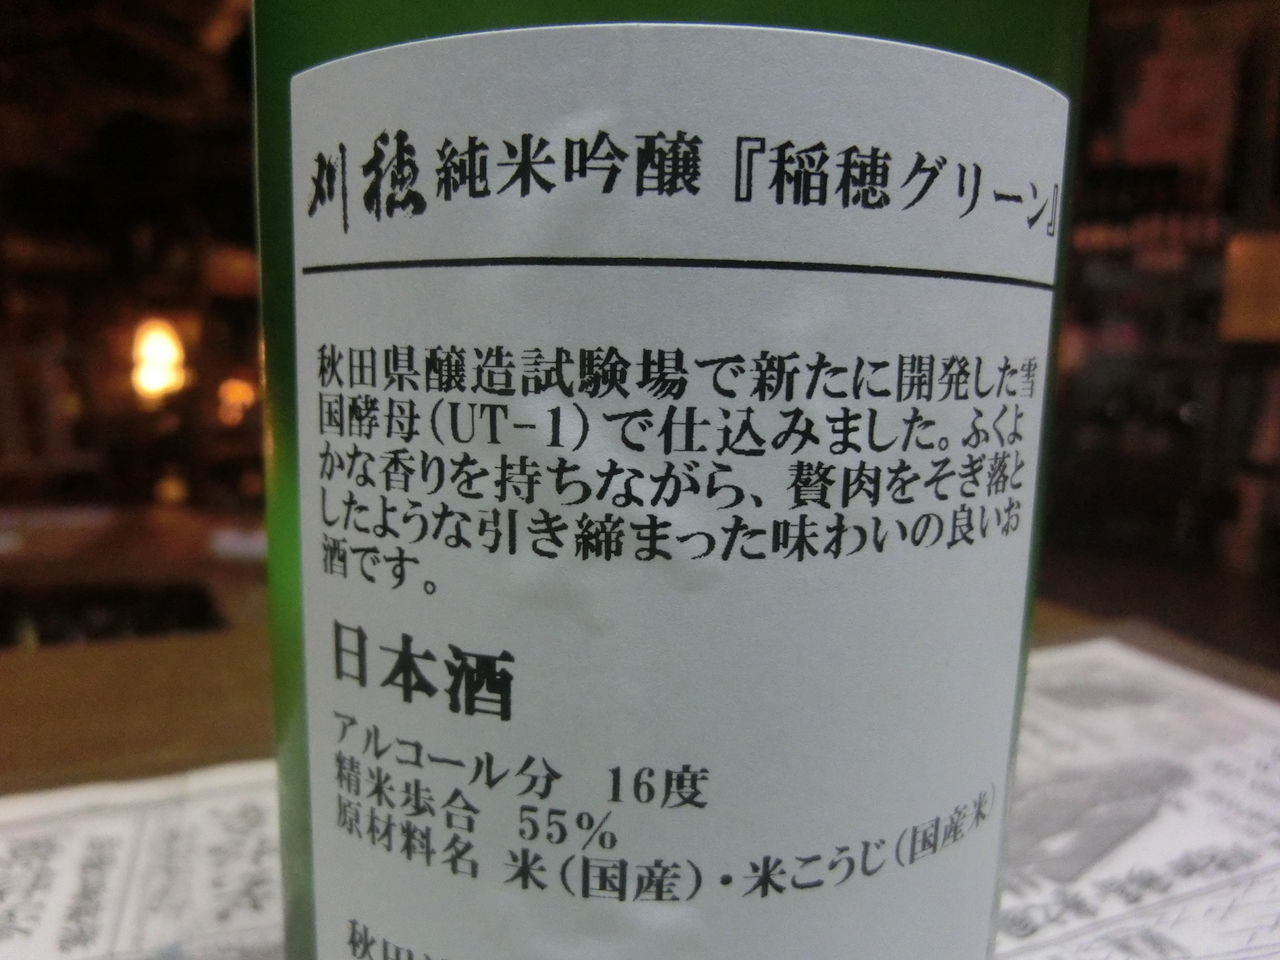 刈穂 純米吟醸『稲穂グリーン』
秋田県醸造試験場で新たに開発した雪
国酵母(UT-1)で仕込みました。ふくよ
かな香りを持ちながら、贅肉をそぎ落と
したような引き締まった味わいの良いお
酒です。
日本酒
アルコール分 16度
精米歩合 55%
原材料名 米(国産)・米こうじ(国産米)
秋田